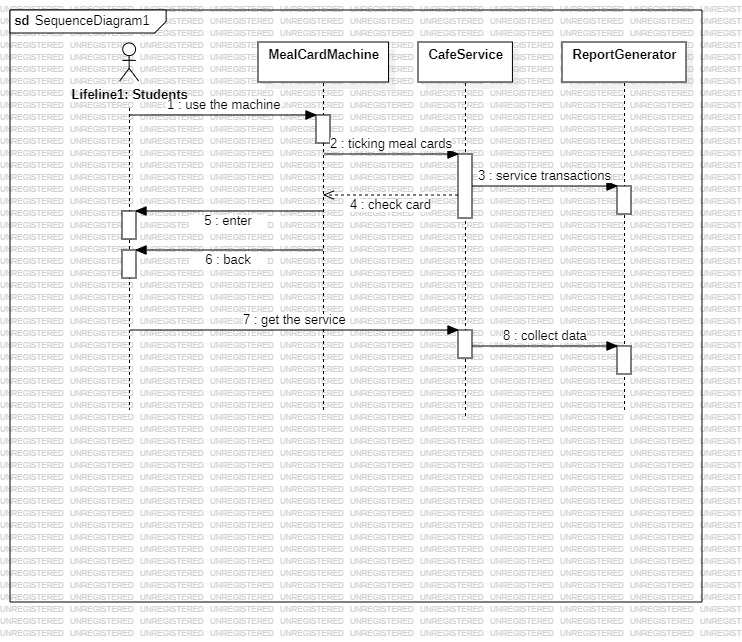 sd SequenceDiagram1
MealCardMachine
CafeService
ReportGenerator
Lifeline1: Students
1 : use the machine
2 : ticking meal cards
3 : service transactions
4 : check card
5 : enter
6 : back
7 : get the service
8 : collect data
UNREGISTERED